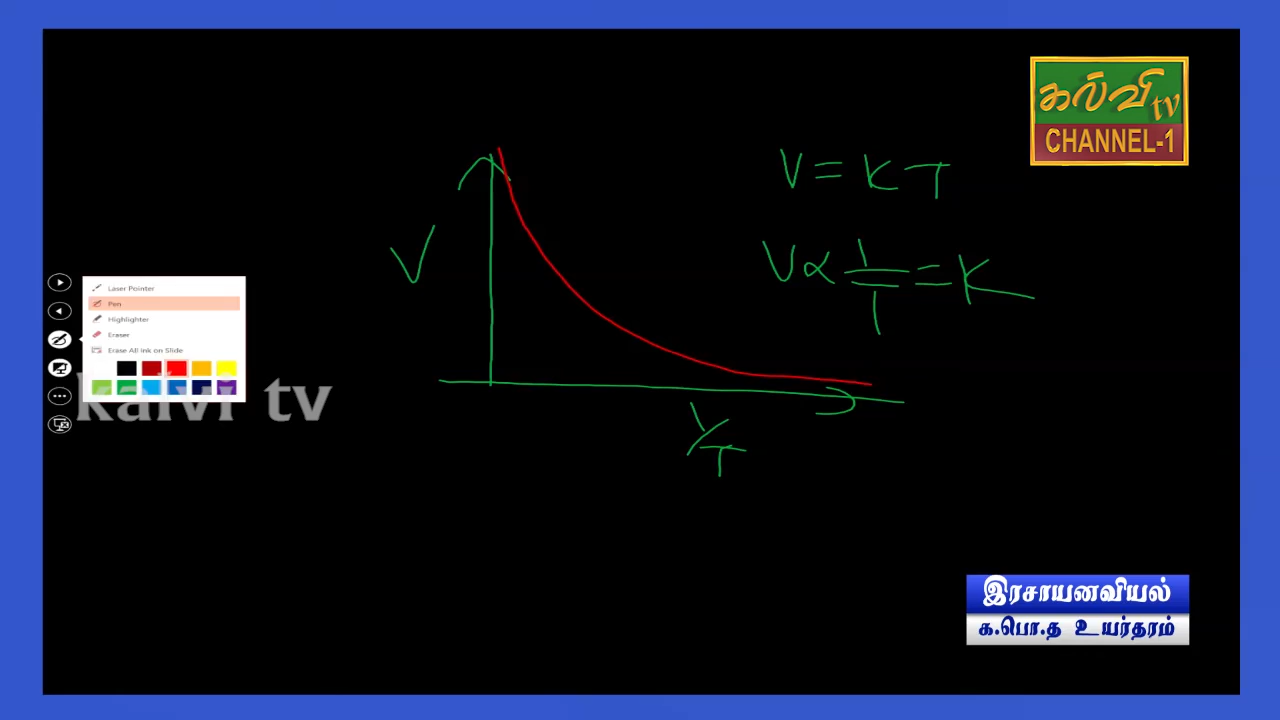 கல்வி
tv
CHANNEL-1
V = KT
V ∝ 1/T = K
V
Laser Pointer
Pen
Highlighter
Eraser
Erase All Ink on Slide
kalvi tv
1/T
இரசாயனவியல்
க.பொ.த உயர்தரம்